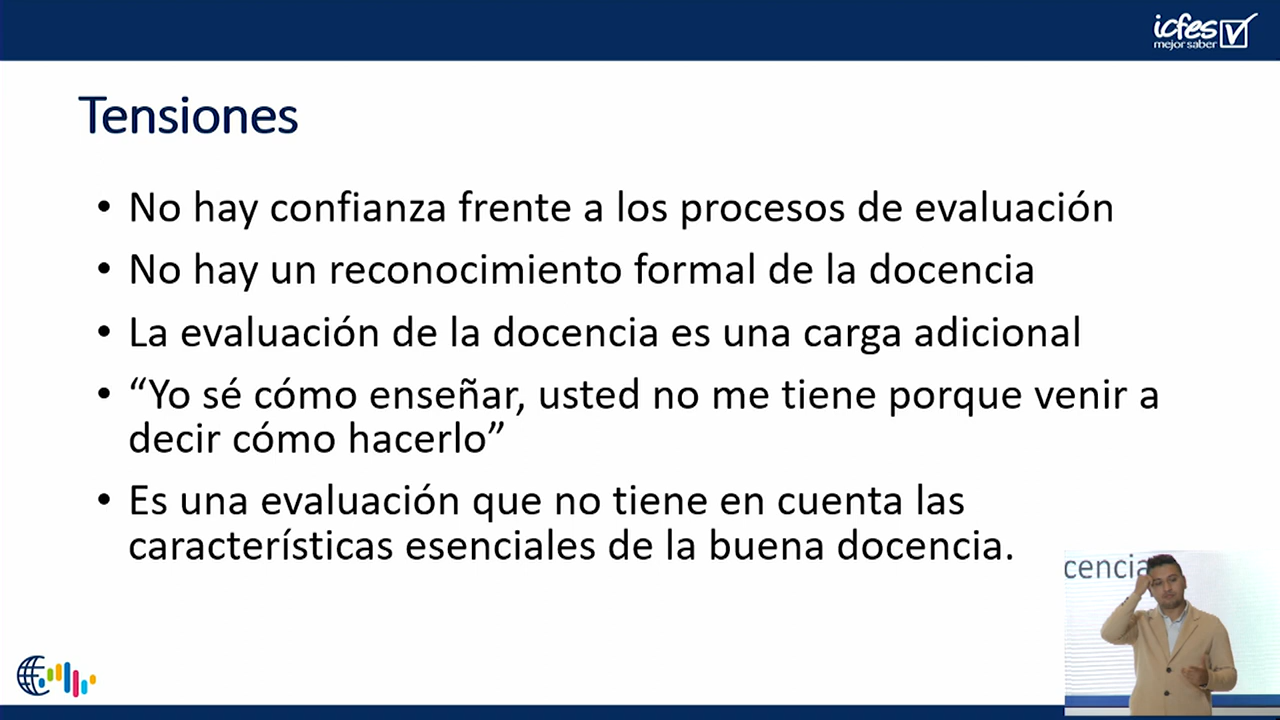 icfes
mejor saber
Tensiones
• No hay confianza frente a los procesos de evaluación
• No hay un reconocimiento formal de la docencia
• La evaluación de la docencia es una carga adicional
• “Yo sé cómo enseñar, usted no me tiene porque venir a
decir cómo hacerlo”
• Es una evaluación que no tiene en cuenta las
características esenciales de la buena docencia.
cencia